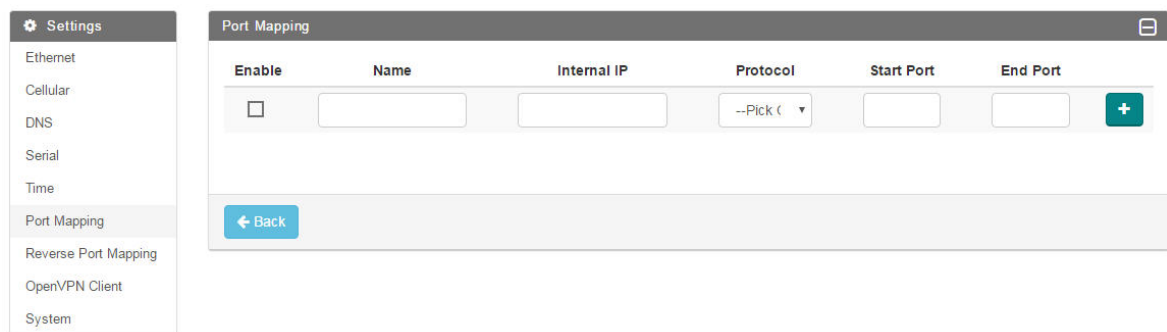 Settings
Ethernet
Cellular
DNS
Serial
Time
Port Mapping
Reverse Port Mapping
OpenVPN Client
System
Port Mapping
Enable Name Internal IP Protocol Start Port End Port
--Pick (
Back